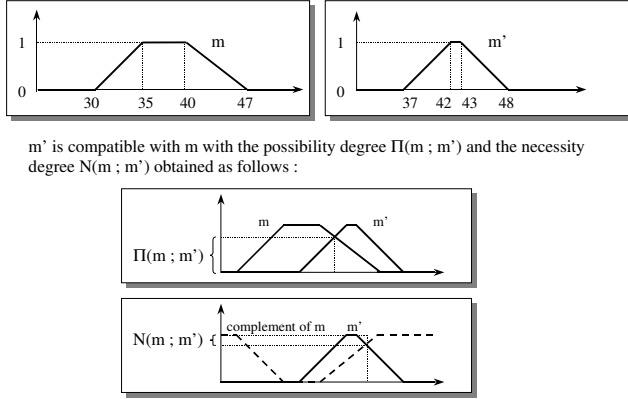 1
m
0
30 35 40 47
1
m’
0
37 42 43 48
m’ is compatible with m with the possibility degree Π(m ; m’) and the necessity
degree N(m ; m’) obtained as follows :
m m’
Π(m ; m’) {
complement of m m’
N(m ; m’) {